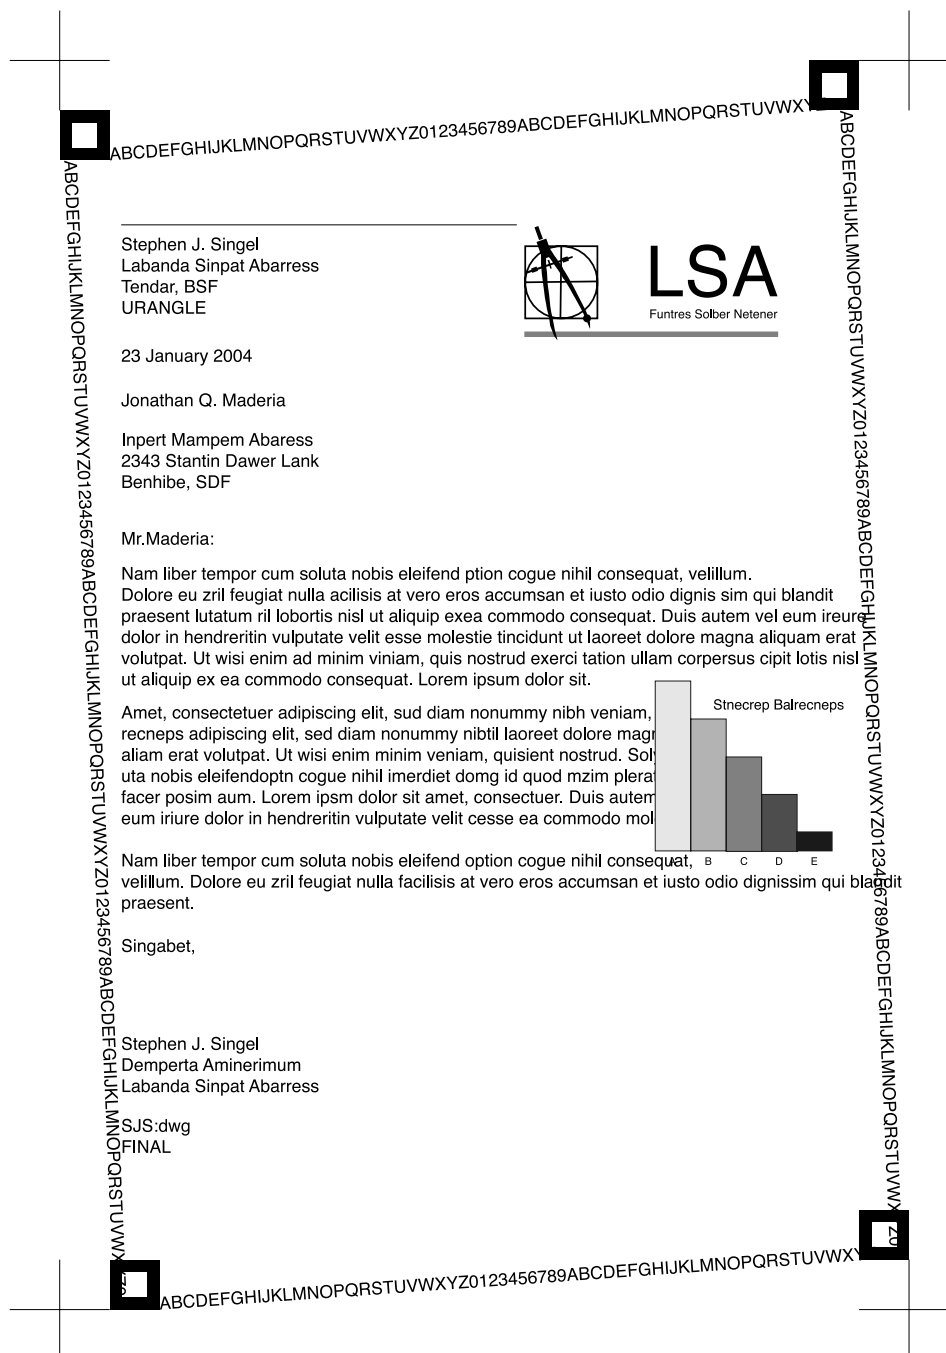 ABCDEFGHIJKLMNOPQRSTUVWXYZ0123456789ABCDEFGHIJKLMNOPQRSTUVWXYZ
ABCDEFGHIJKLMNOPQRSTUVWXYZ0123456789ABCDEFGHIJKLMNOPQRSTUVWXYZ0123456789ABCDEFGHIJKLMNOPQRSTUVWX
ABCDEFGHIJKLMNOPQRSTUVWXYZ0123456789ABCDEFGHIJKLMNOPQRSTUVWXYZ0123456789ABCDEFGHIJKLMNOPQRSTUVWX
Stephen J. Singel
Labanda Sinpat Abarress
Tendar, BSF
URANGLE
LSA
Funtres Solber Netener
23 January 2004
Jonathan Q. Maderia
Inpert Mampem Abaress
2343 Stantin Dawer Lank
Benhibe, SDF
Mr.Maderia:
Nam liber tempor cum soluta nobis eleifend ption cogue nihil consequat, velillum.
Dolore eu zril feugiat nulla acilisis at vero eros accumsan et iusto odio dignis sim qui blandit
praesent lutatum ril lobortis nisl ut aliquip exea commodo consequat. Duis autem vel eum ireure
dolor in hendreritin vulputate velit esse molestie tincidunt ut laoreet dolore magna aliquam erat
volutpat. Ut wisi enim ad minim viniam, quis nostrud exerci tation ullam corpersus cipit lotis nisl
ut aliquip ex ea commodo consequat. Lorem ipsum dolor sit.
Amet, consectetuer adipiscing elit, sud diam nonummy nibh veniam,
recneps adipiscing elit, sed diam nonummy nibtil laoreet dolore mag
aliam erat volutpat. Ut wisi enim minim veniam, quisient nostrud. Sol
uta nobis eleifendoptn cogue nihil imerdiet domg id quod mzim plera
facer posim aum. Lorem ipsm dolor sit amet, consectuer. Duis autem
eum iriure dolor in hendreritin vulputate velit cesse ea commodo mol
Stnecrep Balrecneps
A B C D E
Nam liber tempor cum soluta nobis eleifend option cogue nihil consequat,
velillum. Dolore eu zril feugiat nulla facilisis at vero eros accumsan et iusto odio dignissim qui blandit
praesent.
Singabet,
Stephen J. Singel
Demperta Aminerimum
Labanda Sinpat Abarress
SJS:dwg
FINAL
ABCDEFGHIJKLMNOPQRSTUVWXYZ0123456789ABCDEFGHIJKLMNOPQRSTUVWXY